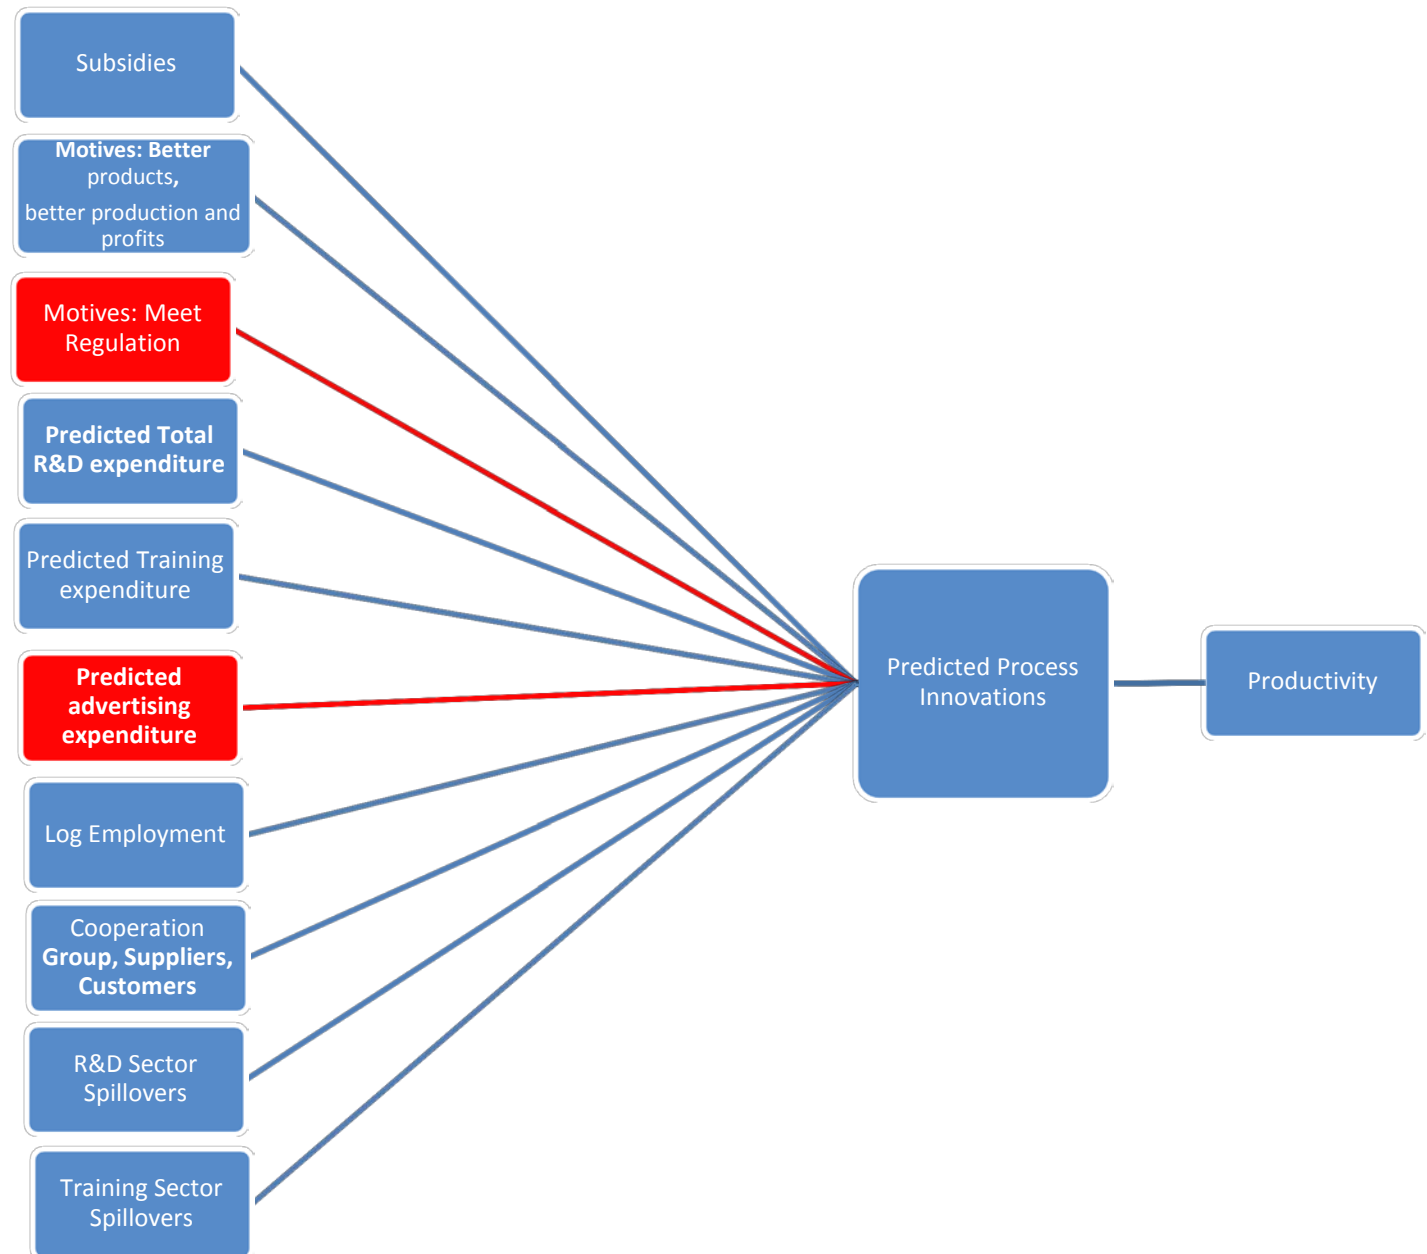 Subsidies
Motives: Better
products,
better production and
profits
Motives: Meet
Regulation
Predicted Total
R&D expenditure
Predicted Training
expenditure
Predicted
advertising
expenditure
Log Employment
Cooperation
Group, Suppliers,
Customers
R&D Sector
Spillovers
Training Sector
Spillovers
Predicted Process
Innovations
Productivity